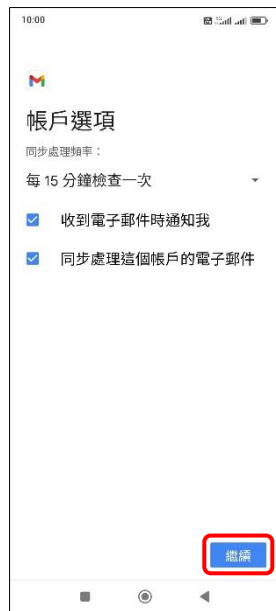 10:00
帳戶選項
同步處理頻率：
每 15 分鐘檢查一次
收到電子郵件時通知我
同步處理這個帳戶的電子郵件
繼續